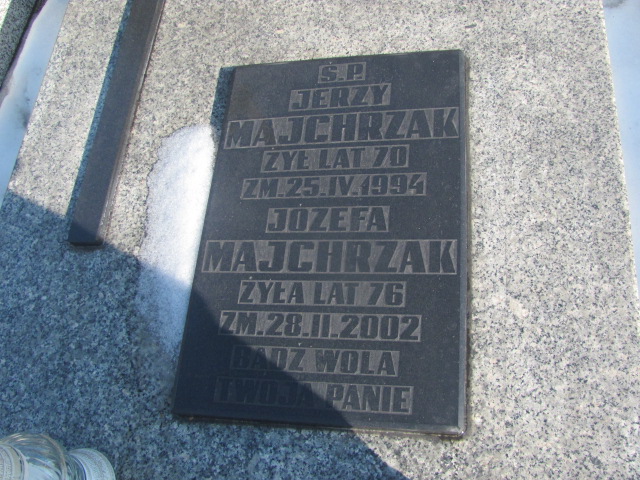 Ś.P.
JERZY
MAJCHRZAK
ŻYŁ LAT 70
ZM.25.IV.1994
JÓZEFA
MAJCHRZAK
ŻYŁA LAT 76
ZM.28.II.2002
BĄDŹ WOLA
TWOJA PANIE